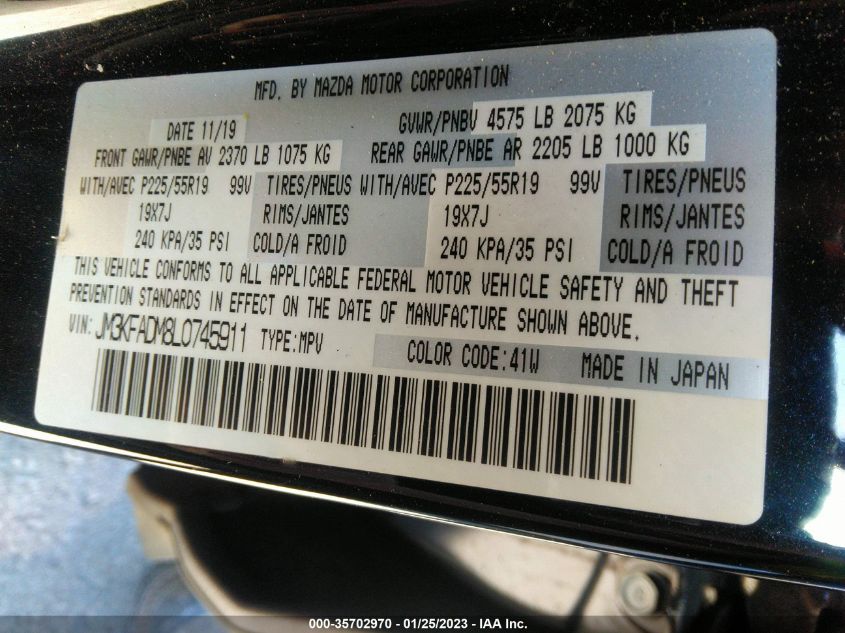 MFD. BY MAZDA MOTOR CORPORATION
DATE 11/19 GVWR/PNBV 4575 LB 2075 KG
FRONT GAWR/PNBE AV 2370 LB 1075 KG REAR GAWR/PNBE AR 2205 LB 1000 KG
WITH/AVEC P225/55R19 99V TIRES/PNEUS WITH/AVEC P225/55R19 99V TIRES/PNEUS
19X7J RIMS/JANTES 19X7J RIMS/JANTES
240 KPA/35 PSI COLD/A FROID 240 KPA/35 PSI COLD/A FROID
THIS VEHICLE CONFORMS TO ALL APPLICABLE FEDERAL MOTOR VEHICLE SAFETY AND THEFT
PREVENTION STANDARDS IN EFFECT ON THE DATE OF MANUFACTURE SHOWN ABOVE.
VIN: JM3KFADM8L0745911 TYPE:MPV COLOR CODE:41W MADE IN JAPAN
000-35702970 - 01/25/2023 - IAA Inc.